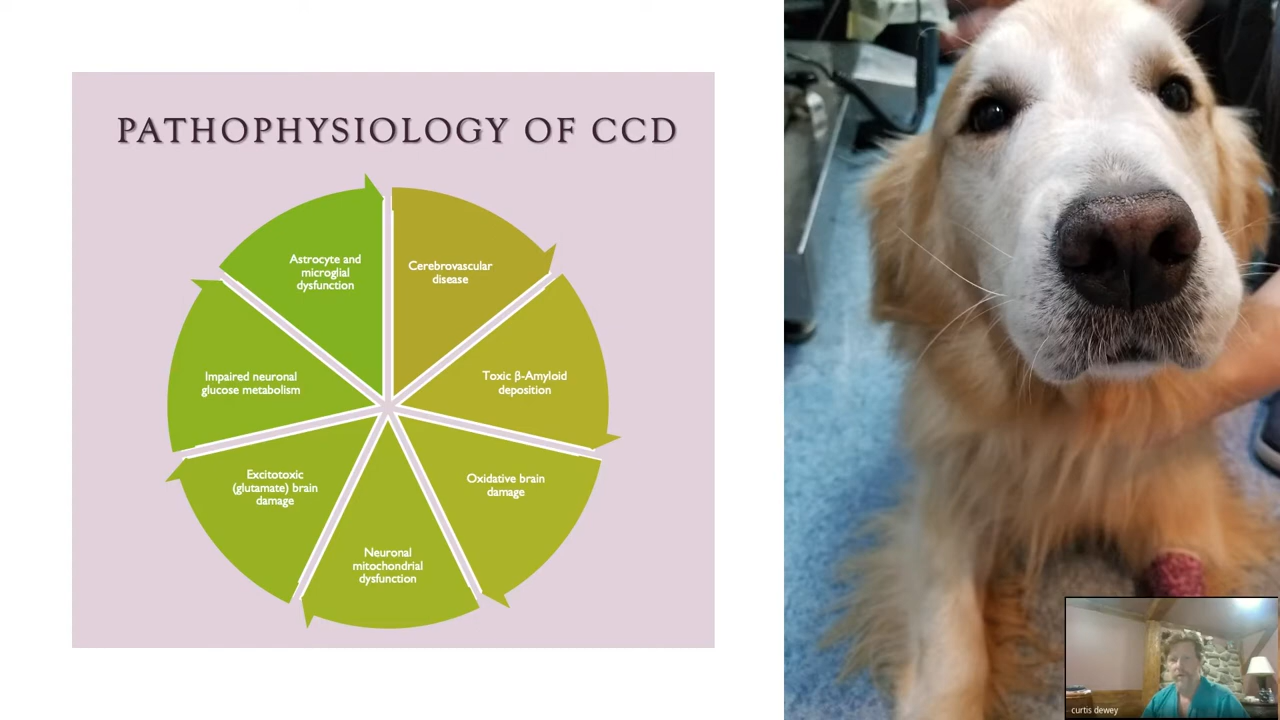 PATHOPHYSIOLOGY OF CCD
Astrocyte and
microglial
dysfunction
Cerebrovascular
disease
Toxic β-Amyloid
deposition
Oxidative brain
damage
Neuronal
mitochondrial
dysfunction
Excitotoxic
(glutamate) brain
damage
Impaired neuronal
glucose metabolism
curtis dewey